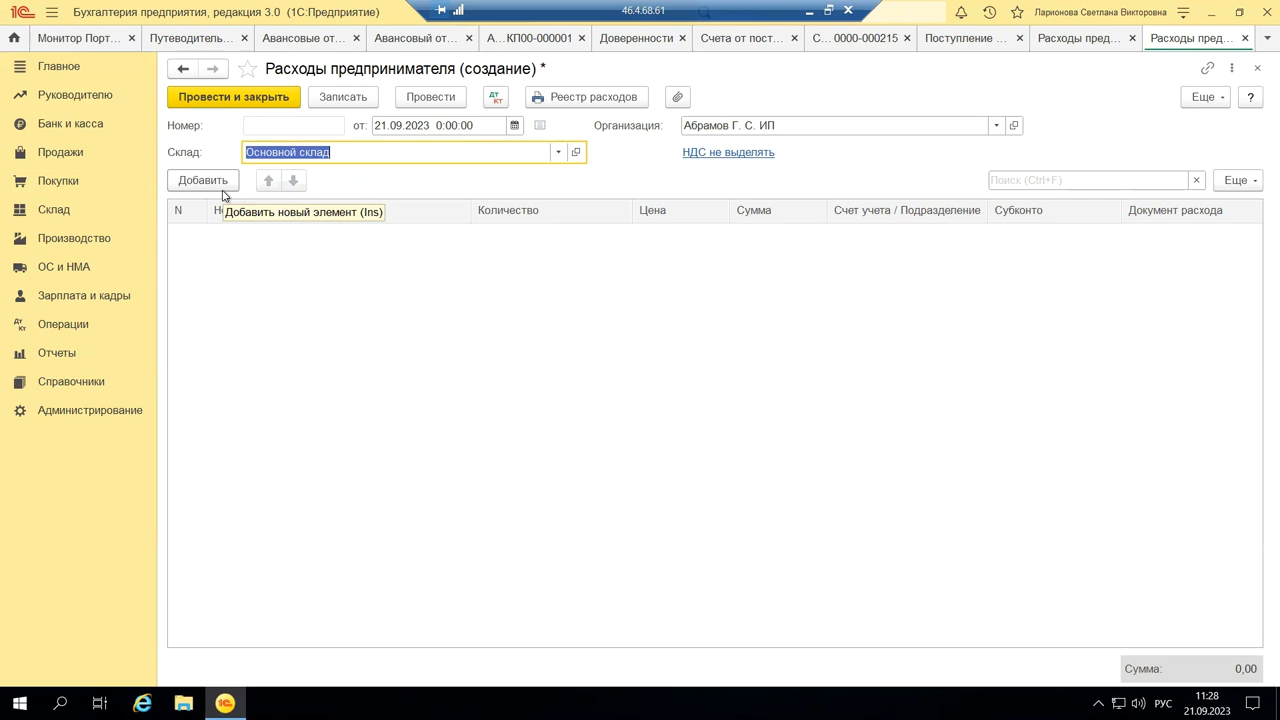 Бухгалтерия предприятия, редакция 3.0 (1С:Предприятие)
46.4.68.61
Ларионова Светлана Викторовна
Монитор Порт... × Путеводитель... × Авансовые от... × Авансовый от... × А...КП00-000001 × Доверенности × Счета от пост... × С... 0000-000215 × Поступление ... × Расходы пред... × Расходы пред... ×
Главное
Руководителю
Банк и касса
Продажи
Покупки
Склад
Производство
ОС и НМА
Зарплата и кадры
Операции
Отчеты
Справочники
Администрирование
Расходы предпринимателя (создание) *
Провести и закрыть Записать Провести Дт Кт Реестр расходов Еще ?
Номер: от: 21.09.2023 0:00:00 Организация: Абрамов Г. С. ИП
Склад: Основной склад НДС не выделять
Добавить Поиск (Ctrl+F) × Еще
N Количество Цена Сумма Счет учета / Подразделение Субконто Документ расхода
Добавить новый элемент (Ins)
Сумма: 0,00
РУС 11:28
21.09.2023